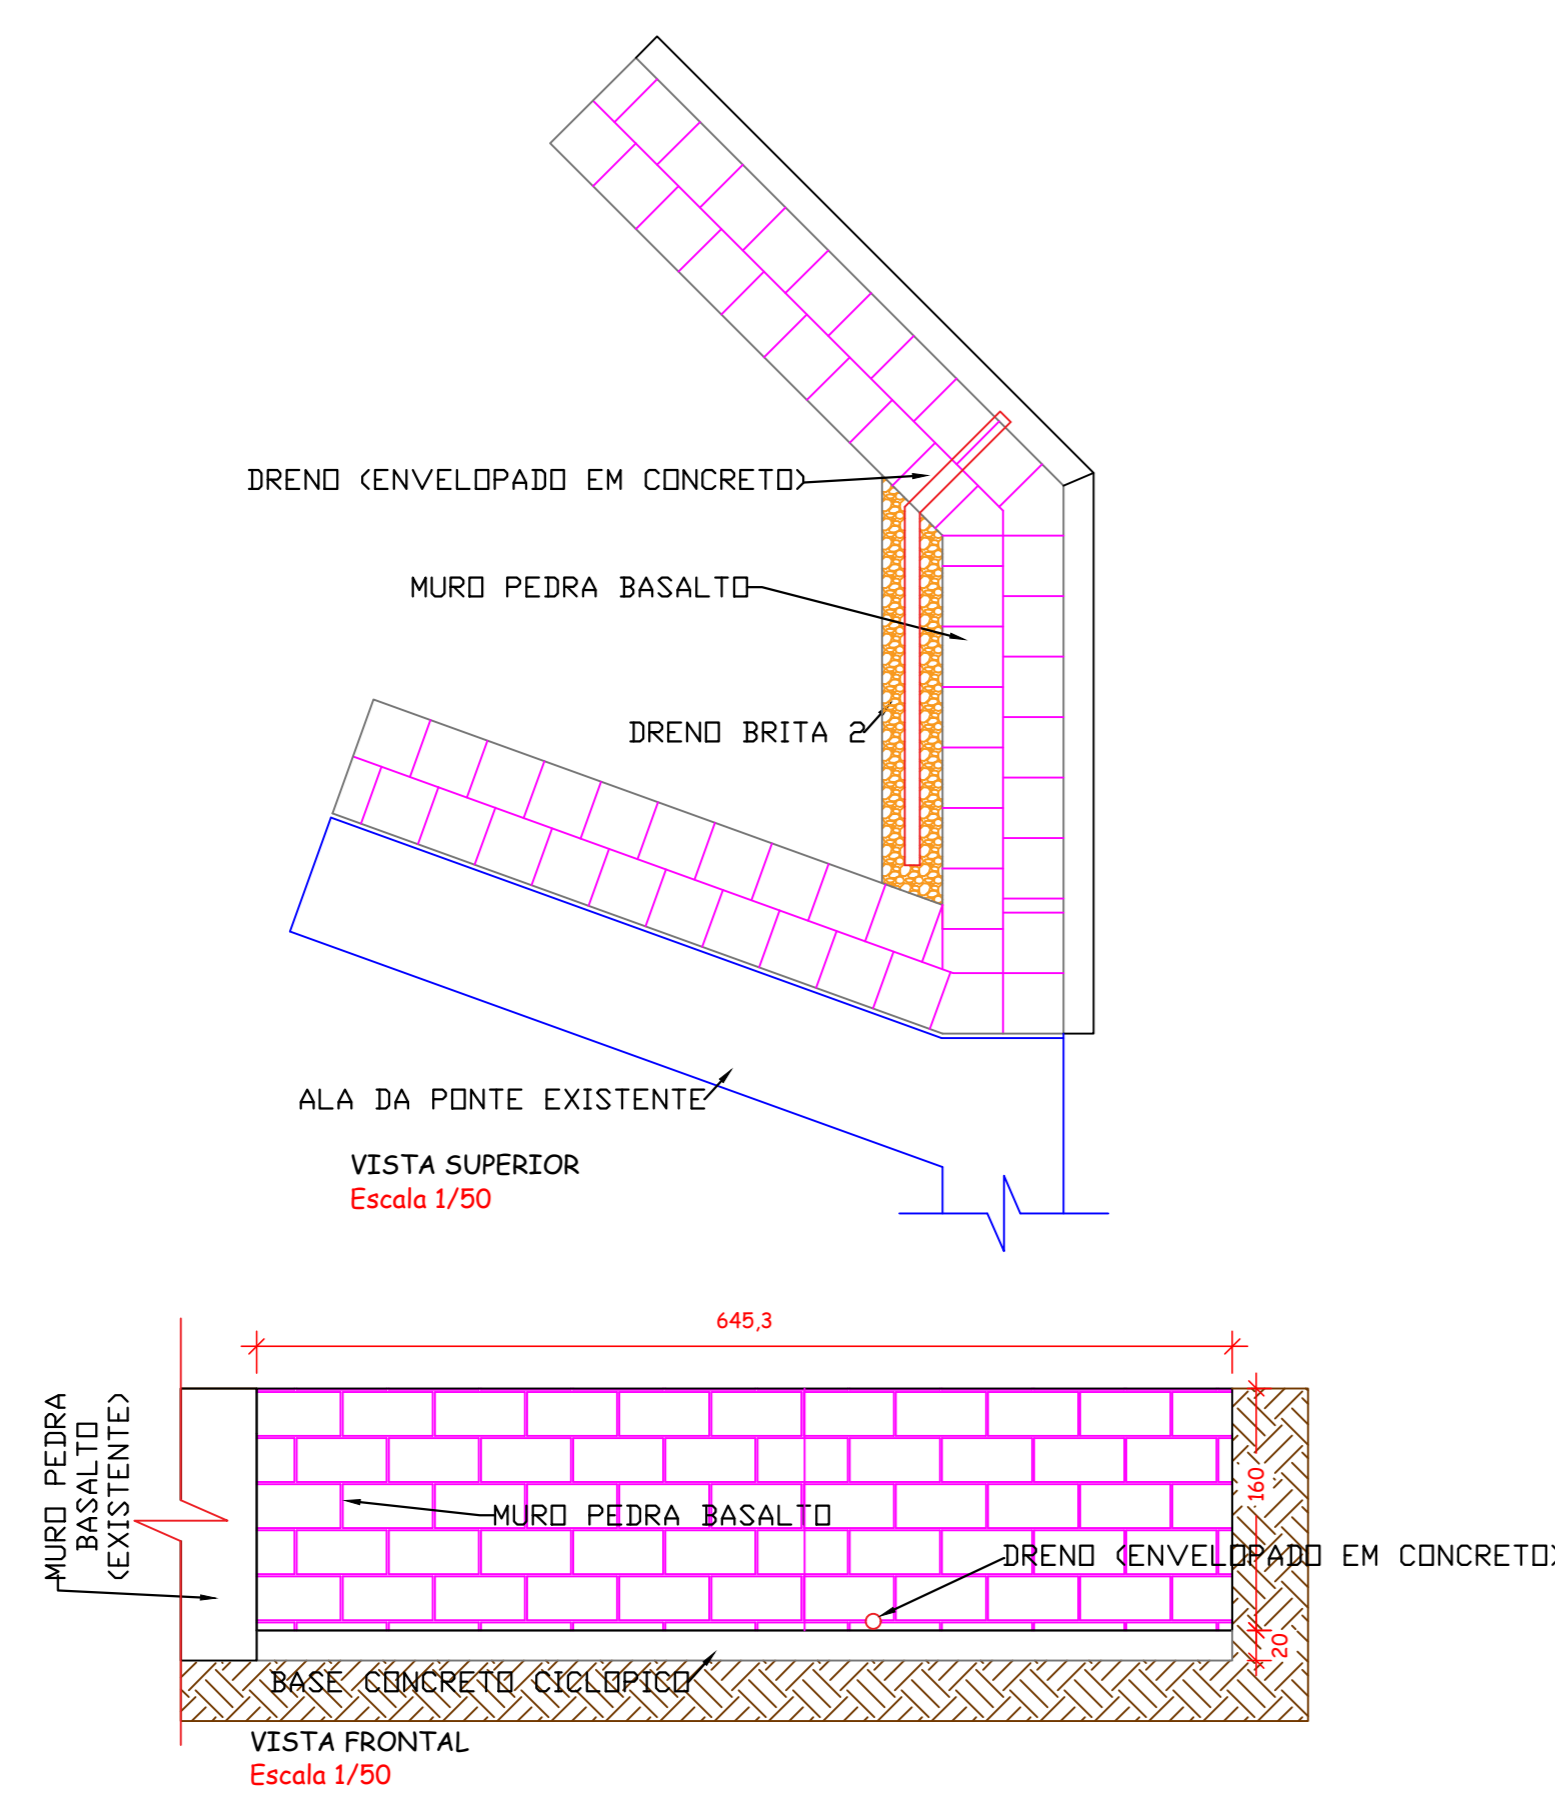 DRENO (ENVELOPADO EM CONCRETO)
MURO PEDRA BASALTO
DRENO BRITA 2
ALA DA PONTE EXISTENTE
VISTA SUPERIOR
Escala 1/50
645,3
MURO PEDRA
BASALTO
(EXISTENTE)
MURO PEDRA BASALTO
160
DRENO (ENVELOPADO EM CONCRETO)
20
BASE CONCRETO CICLOPICO
VISTA FRONTAL
Escala 1/50